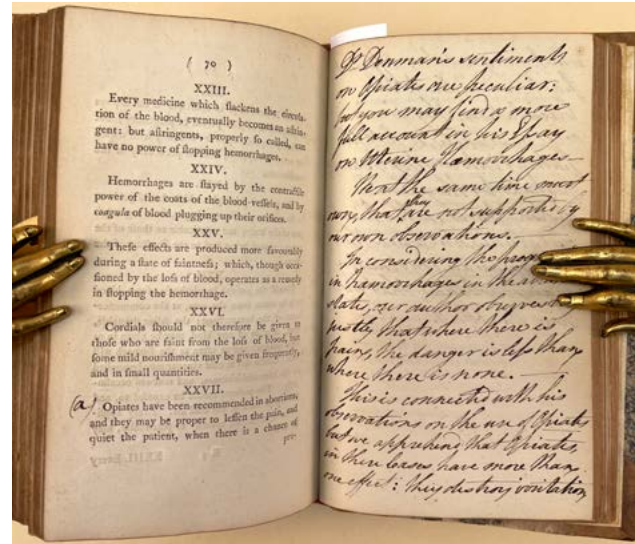 ( 70 )
XXIII.
Every medicine which slackens the circula-
tion of the blood, eventually becomes an astrin-
gent: but astringents, properly so called, can
have no power of stopping hemorrhages.
XXIV.
Hemorrhages are stayed by the contractile
power of the coats of the blood-vessels, and by
coagula of blood plugging up their orifices.
XXV.
These effects are produced more favourably
during a state of faintness; which, though occa-
sioned by the loss of blood, operates as a remedy
in stopping the hemorrhage.
XXVI.
Cordials should not therefore be given to
those who are faint from the loss of blood, but
some mild nourishment may be given frequently,
and in small quantities.
XXVII.
(a) Opiates have been recommended in abortions,
and they may be proper to lessen the pain, and
quiet the patient, when there is a chance of
pre-
Dr. Denman's sentiments
on Opiates are peculiar:
but you may find a more
full account in his Essay
on Uterine Hæmorrhages—
at the same time must
own, that they are not supported by
our own observations.—
In considering the
in hæmorrhages in the
state, our author observes
justly, that where there is
pain, the danger is less than
where there is none.—
This is connected with his
observations on the use of Opiates
but we apprehend that Opiates,
in these cases have more than
one effect: they destroy irritation